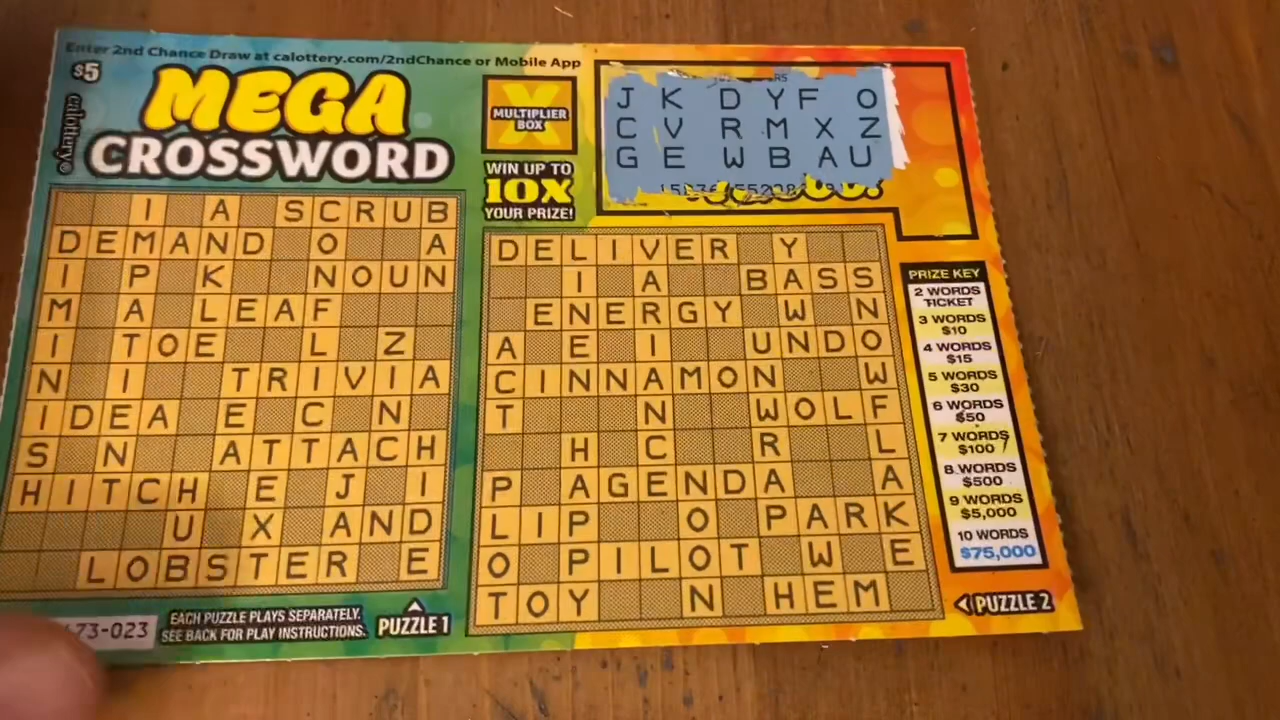 Enter 2nd Chance Draw at calottery.com/2ndChance or Mobile App
$5
calottery
MEGA
CROSSWORD
X
MULTIPLIER
BOX
WIN UP TO
10X
YOUR PRIZE!
J K D Y F O
C V R M X Z
G E W B A U
I A SCRUB
DEMAND O A
I P K NOUN
M A LEAF
I TOE L Z
N I TRIVIA
IDEA E C N
S N ATTACH
HITCH E J I
U X AND
LOBSTER E
DELIVER Y
I A BASS
ENERGY W N
A E I UNDO
CINNAMON W
T N WOLF
H C R L
P AGENDA A
LIP O PARK
O PILOT W E
TOY N HEM
PRIZE KEY
2 WORDS
TICKET
3 WORDS
$10
4 WORDS
$15
5 WORDS
$30
6 WORDS
$50
7 WORDS
$100
8 WORDS
$500
9 WORDS
$5,000
10 WORDS
$75,000
73-023
EACH PUZZLE PLAYS SEPARATELY.
SEE BACK FOR PLAY INSTRUCTIONS.
PUZZLE 1
PUZZLE 2